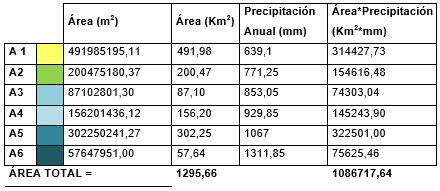 Área (m²) Área (Km²) Precipitación Anual (mm) Área*Precipitación (Km²*mm)
A 1 491985195,11 491,98 639,1 314427,73
A2 200475180,37 200,47 771,25 154616,48
A3 87102801,30 87,10 853,05 74303,04
A4 156201436,12 156,20 929,85 145243,90
A5 302250241,27 302,25 1067 322501,00
A6 57647951,00 57,64 1311,85 75625,46
ÁREA TOTAL = 1295,66 1086717,64